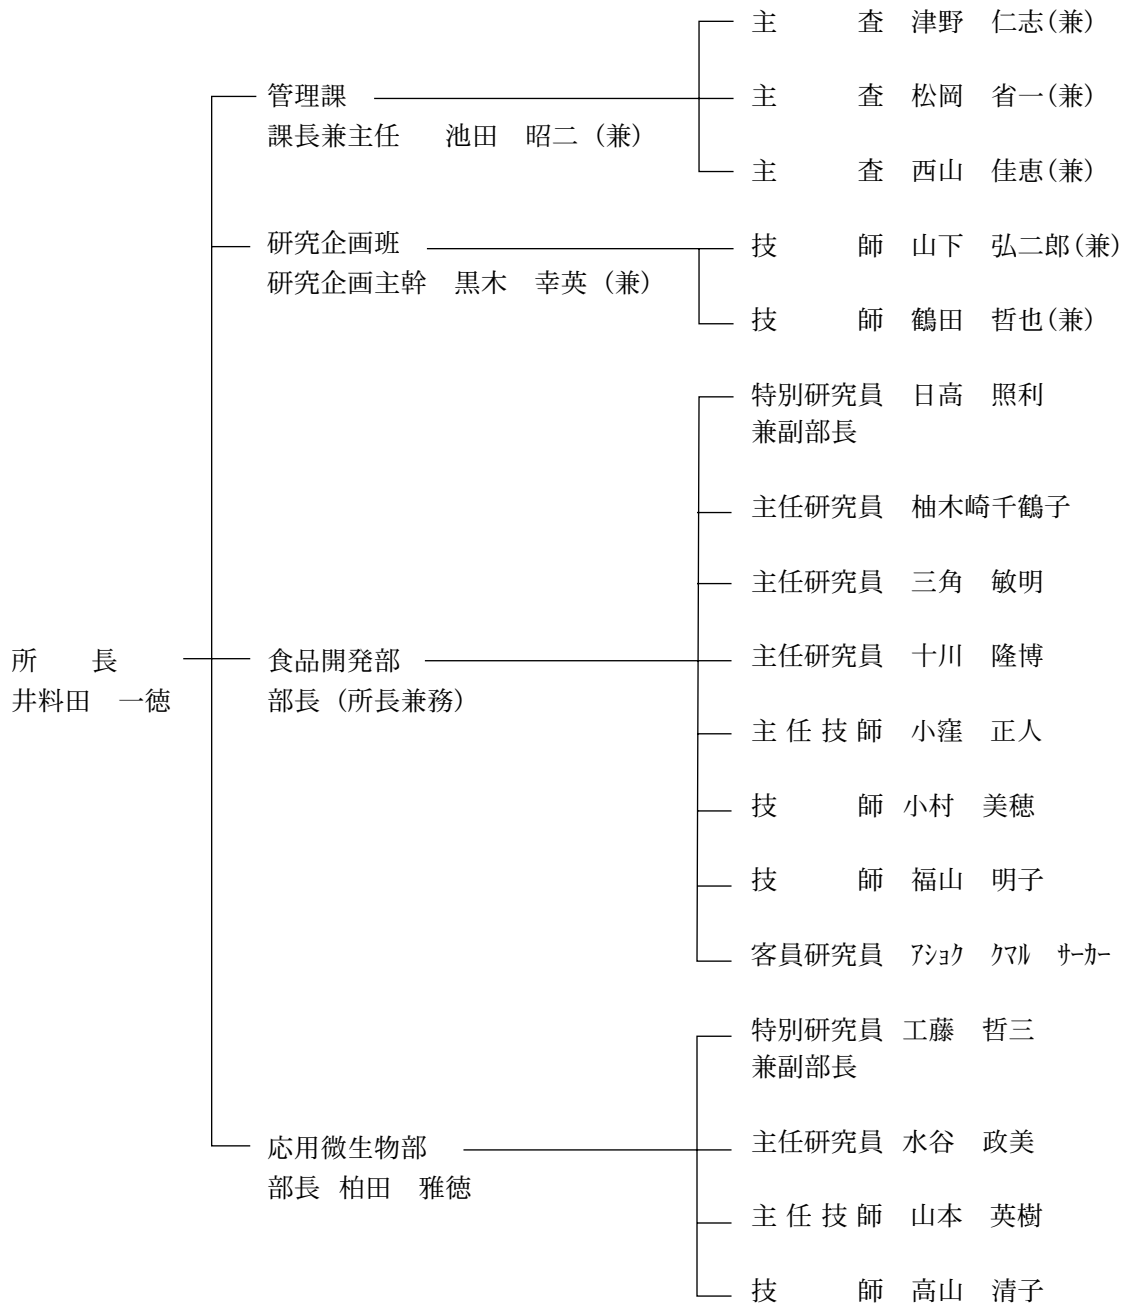 所　　長
井料田　一徳
管理課
課長兼主任　池田　昭二（兼）
主　　査　津野　仁志（兼）
主　　査　松岡　省一（兼）
主　　査　西山　佳恵（兼）
研究企画班
研究企画主幹　黒木　幸英（兼）
技　　師　山下　弘二郎（兼）
技　　師　鶴田　哲也（兼）
食品開発部
部長（所長兼務）
特別研究員　日高　照利
兼副部長
主任研究員　柚木崎千鶴子
主任研究員　三角　敏明
主任研究員　十川　隆博
主 任 技 師　小窪　正人
技　　師　小村　美穂
技　　師　福山　明子
客員研究員　ｱｼｮｸ　ｸﾏﾙ　ｻｰｶｰ
応用微生物部
部長　柏田　雅徳
特別研究員　工藤　哲三
兼副部長
主任研究員　水谷　政美
主 任 技 師　山本　英樹
技　　師　高山　清子